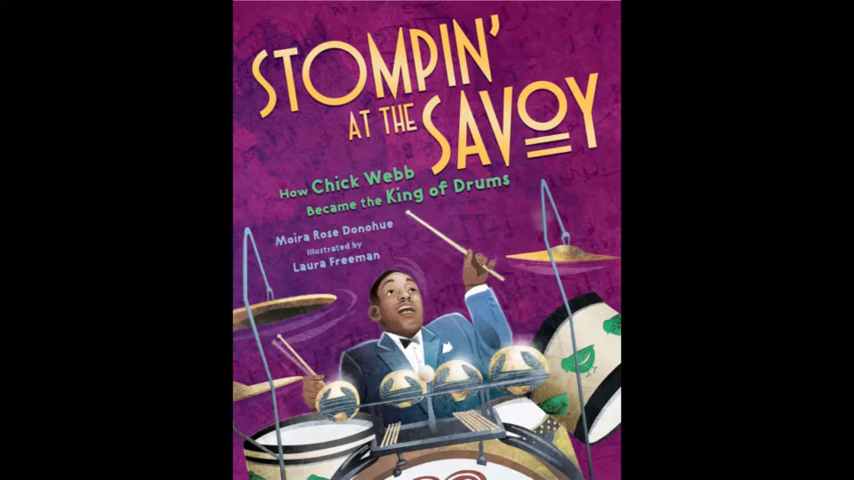 STOMPIN'
AT THE
SAVOY
How Chick Webb
Became the King of Drums
Moira Rose Donohue
Illustrated by
Laura Freeman